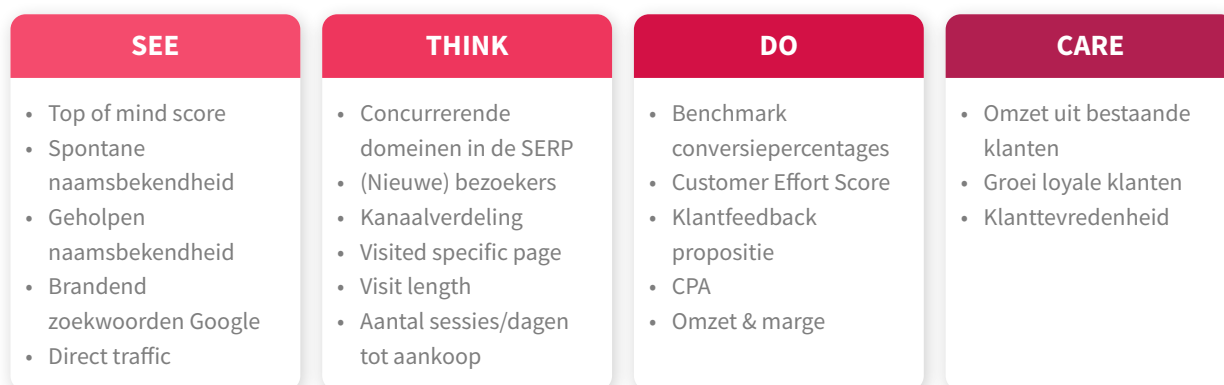 SEE
• Top of mind score
• Spontane
naamsbekendheid
• Geholpen
naamsbekendheid
• Brandend
zoekwoorden Google
• Direct traffic
THINK
• Concurrerende
domeinen in de SERP
• (Nieuwe) bezoekers
• Kanaalverdeling
• Visited specific page
• Visit length
• Aantal sessies/dagen
tot aankoop
DO
• Benchmark
conversiepercentages
• Customer Effort Score
• Klantfeedback
propositie
• CPA
• Omzet & marge
CARE
• Omzet uit bestaande
klanten
• Groei loyale klanten
• Klanttevredenheid